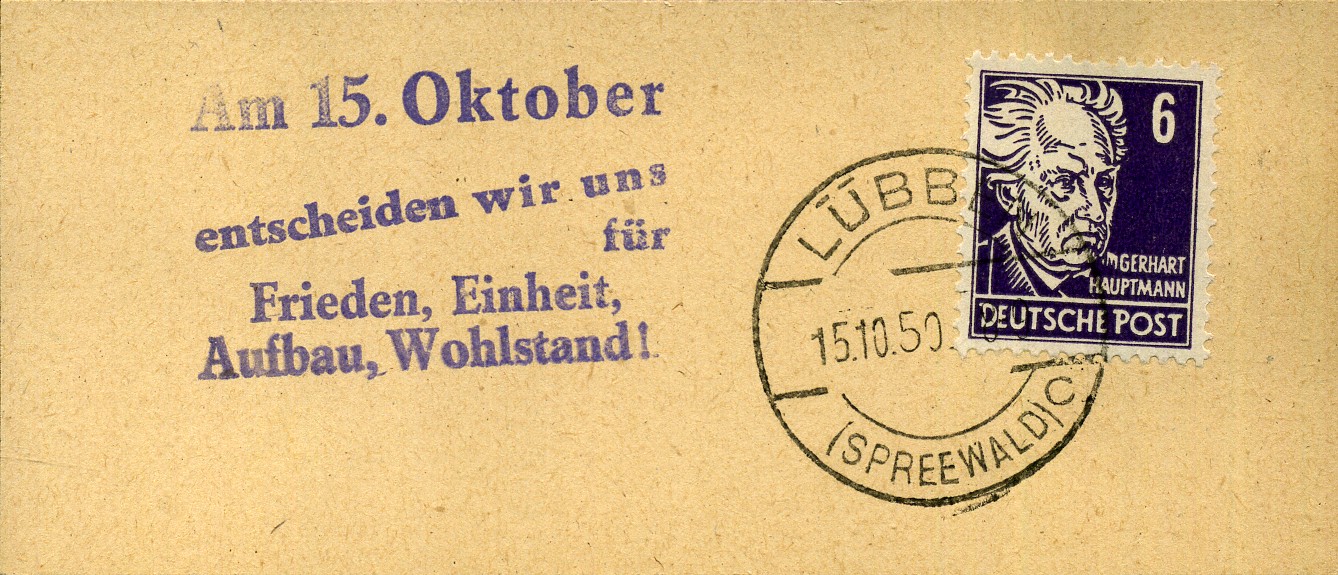 Am 15. Oktober
entscheiden wir uns
für
Frieden, Einheit,
Aufbau, Wohlstand!
6
GERHART
HAUPTMANN
DEUTSCHE POST
15.10.50
(SPREEWALD) C